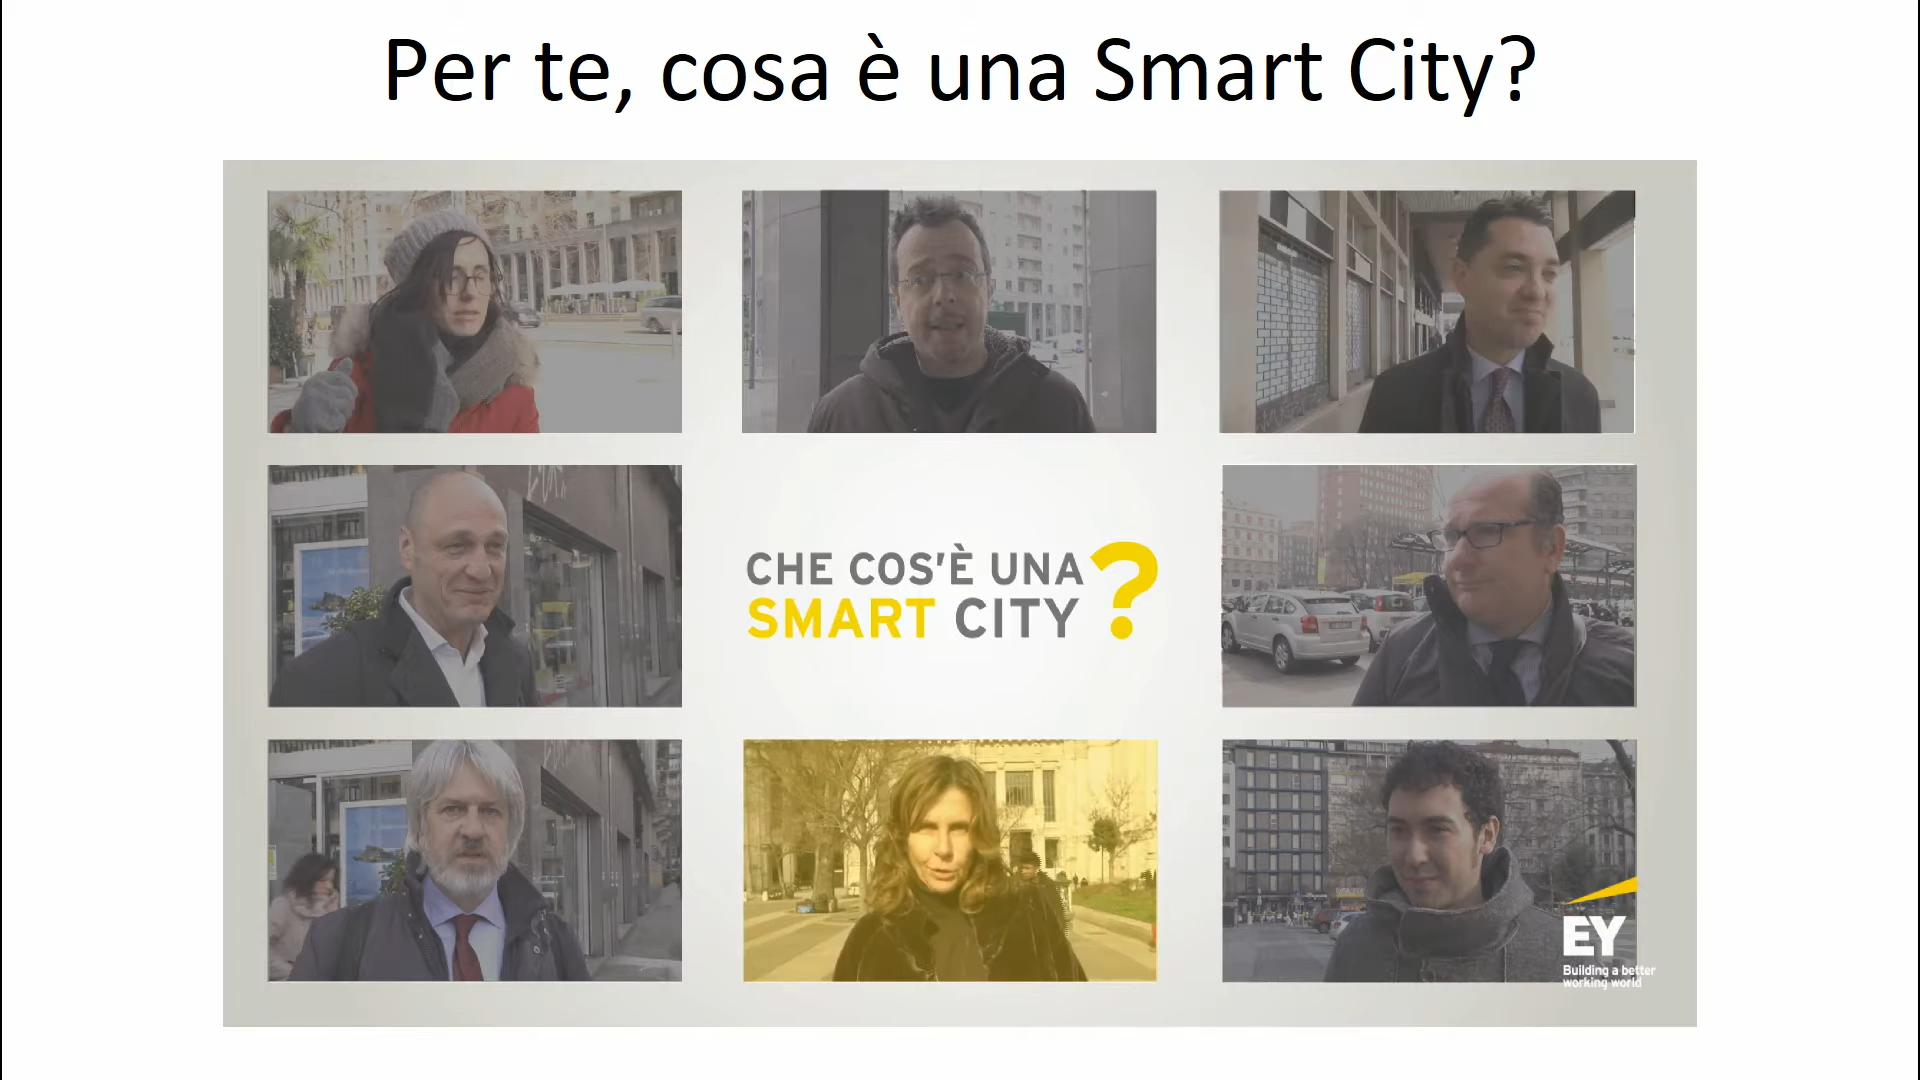 Per te, cosa è una Smart City?
CHE COS'È UNA
SMART CITY ?
EY
Building a better
working world